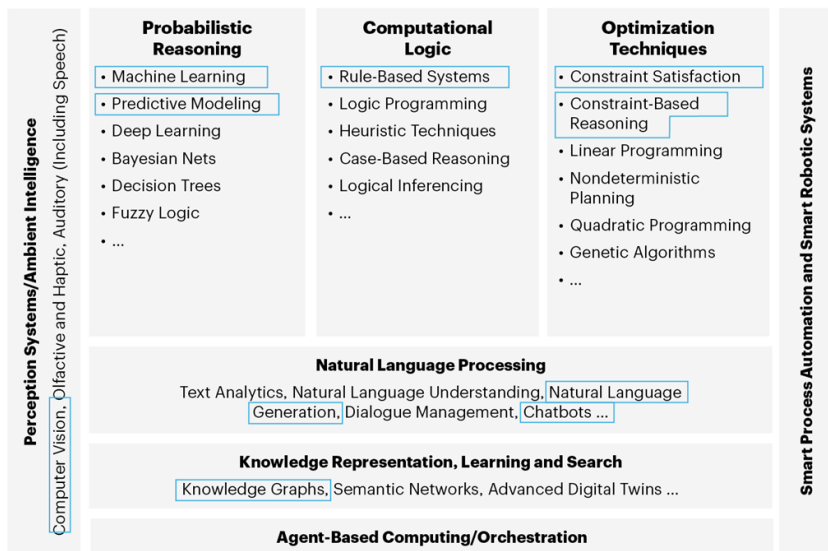 Perception Systems/Ambient Intelligence
Computer Vision, Olfactive and Haptic, Auditory (Including Speech)
Probabilistic
Reasoning
• Machine Learning
• Predictive Modeling
• Deep Learning
• Bayesian Nets
• Decision Trees
• Fuzzy Logic
• ...
Computational
Logic
• Rule-Based Systems
• Logic Programming
• Heuristic Techniques
• Case-Based Reasoning
• Logical Inferencing
• ...
Optimization
Techniques
• Constraint Satisfaction
• Constraint-Based
Reasoning
• Linear Programming
• Nondeterministic
Planning
• Quadratic Programming
• Genetic Algorithms
• ...
Natural Language Processing
Text Analytics, Natural Language Understanding, Natural Language
Generation, Dialogue Management, Chatbots ...
Knowledge Representation, Learning and Search
Knowledge Graphs, Semantic Networks, Advanced Digital Twins ...
Agent-Based Computing/Orchestration
Smart Process Automation and Smart Robotic Systems